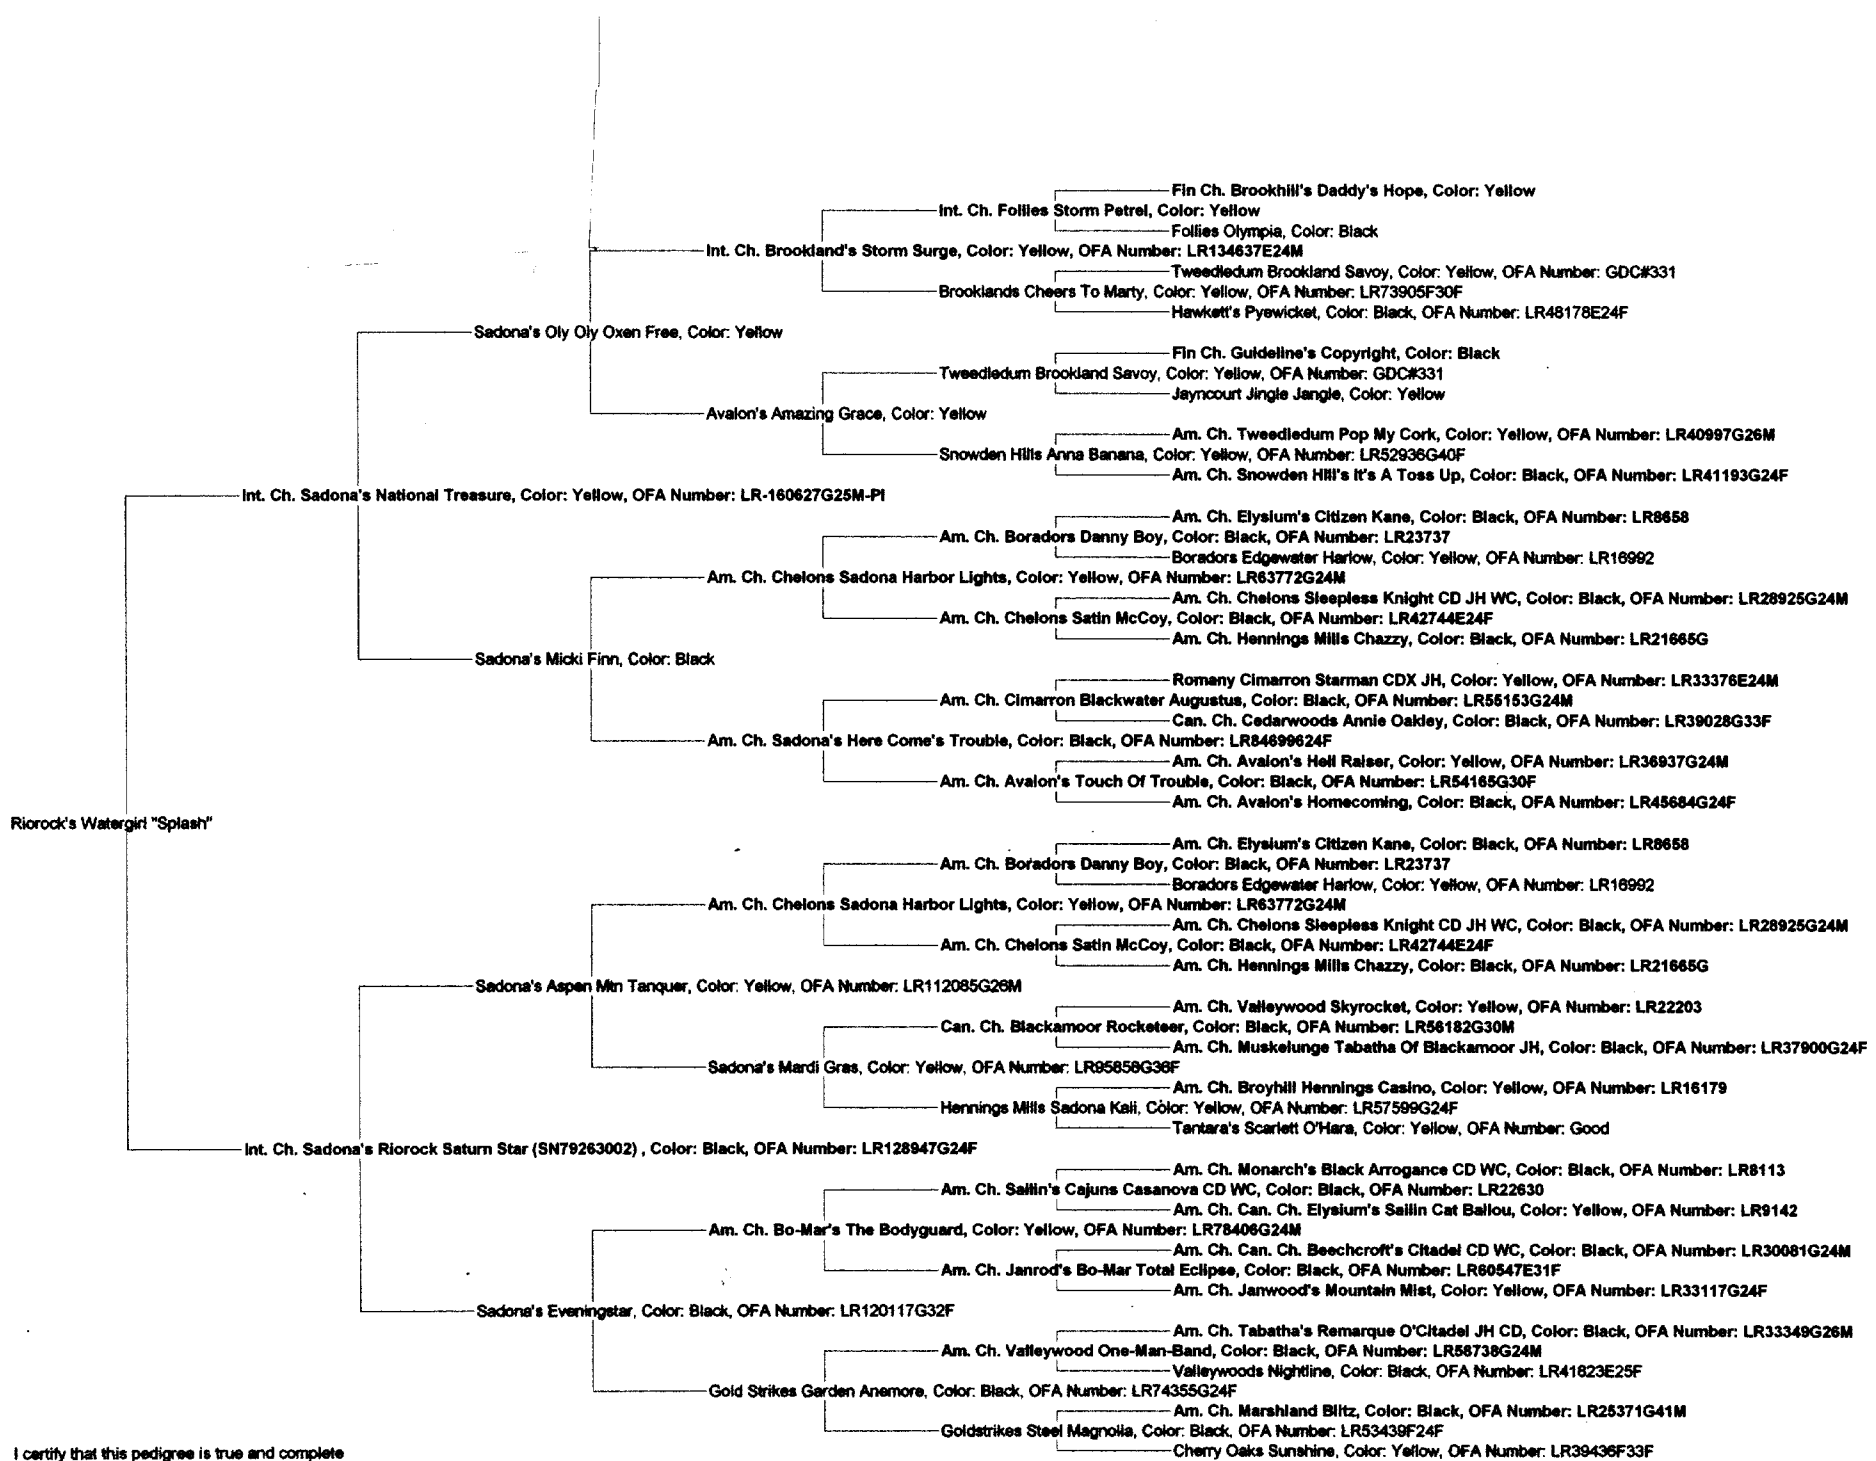 Fin Ch. Brookhill's Daddy's Hope, Color: Yellow
Int. Ch. Follies Storm Petrel, Color: Yellow
Follies Olympia, Color: Black
Int. Ch. Brookland's Storm Surge, Color: Yellow, OFA Number: LR134637E24M
Tweedledum Brookland Savoy, Color: Yellow, OFA Number: GDC#331
Brooklands Cheers To Marty, Color: Yellow, OFA Number: LR73905F30F
Hawkett's Pyewicket, Color: Black, OFA Number: LR48178E24F
Sadona's Oly Oly Oxen Free, Color: Yellow
Fin Ch. Guideline's Copyright, Color: Black
Tweedledum Brookland Savoy, Color: Yellow, OFA Number: GDC#331
Jayncourt Jingle Jangle, Color: Yellow
Avalon's Amazing Grace, Color: Yellow
Am. Ch. Tweedledum Pop My Cork, Color: Yellow, OFA Number: LR40997G26M
Snowden Hills Anna Banana, Color: Yellow, OFA Number: LR52936G40F
Am. Ch. Snowden Hill's It's A Toss Up, Color: Black, OFA Number: LR41193G24F
Int. Ch. Sadona's National Treasure, Color: Yellow, OFA Number: LR-160627G25M-PI
Am. Ch. Elysium's Citizen Kane, Color: Black, OFA Number: LR8658
Am. Ch. Boradors Danny Boy, Color: Black, OFA Number: LR23737
Boradors Edgewater Harlow, Color: Yellow, OFA Number: LR16992
Am. Ch. Chelons Sadona Harbor Lights, Color: Yellow, OFA Number: LR63772G24M
Am. Ch. Chelons Sleepless Knight CD JH WC, Color: Black, OFA Number: LR28925G24M
Am. Ch. Chelons Satin McCoy, Color: Black, OFA Number: LR42744E24F
Am. Ch. Hennings Mills Chazzy, Color: Black, OFA Number: LR21665G
Sadona's Micki Finn, Color: Black
Romany Cimarron Starman CDX JH, Color: Yellow, OFA Number: LR33376E24M
Am. Ch. Cimarron Blackwater Augustus, Color: Black, OFA Number: LR55153G24M
Can. Ch. Cedarwoods Annie Oakley, Color: Black, OFA Number: LR39028G33F
Am. Ch. Sadona's Here Come's Trouble, Color: Black, OFA Number: LR84699624F
Am. Ch. Avalon's Hell Raiser, Color: Yellow, OFA Number: LR36937G24M
Am. Ch. Avalon's Touch Of Trouble, Color: Black, OFA Number: LR54165G30F
Am. Ch. Avalon's Homecoming, Color: Black, OFA Number: LR45684G24F
Riorock's Watergirl "Splash"
Am. Ch. Elysium's Citizen Kane, Color: Black, OFA Number: LR8658
Am. Ch. Boradors Danny Boy, Color: Black, OFA Number: LR23737
Boradors Edgewater Harlow, Color: Yellow, OFA Number: LR16992
Am. Ch. Chelons Sadona Harbor Lights, Color: Yellow, OFA Number: LR63772G24M
Am. Ch. Chelons Sleepless Knight CD JH WC, Color: Black, OFA Number: LR28925G24M
Am. Ch. Chelons Satin McCoy, Color: Black, OFA Number: LR42744E24F
Am. Ch. Hennings Mills Chazzy, Color: Black, OFA Number: LR21665G
Sadona's Aspen Mtn Tanquer, Color: Yellow, OFA Number: LR112085G26M
Am. Ch. Valleywood Skyrocket, Color: Yellow, OFA Number: LR22203
Can. Ch. Blackamoor Rocketeer, Color: Black, OFA Number: LR56182G30M
Am. Ch. Muskelunge Tabatha Of Blackamoor JH, Color: Black, OFA Number: LR37900G24F
Sadona's Mardi Gras, Color: Yellow, OFA Number: LR95858G36F
Am. Ch. Broyhill Hennings Casino, Color: Yellow, OFA Number: LR16179
Hennings Mills Sadona Kali, Color: Yellow, OFA Number: LR57599G24F
Tantara's Scarlett O'Hara, Color: Yellow, OFA Number: Good
Int. Ch. Sadona's Riorock Saturn Star (SN79263002) , Color: Black, OFA Number: LR128947G24F
Am. Ch. Monarch's Black Arrogance CD WC, Color: Black, OFA Number: LR8113
Am. Ch. Sailin's Cajuns Casanova CD WC, Color: Black, OFA Number: LR22630
Am. Ch. Can. Ch. Elysium's Sailin Cat Ballou, Color: Yellow, OFA Number: LR9142
Am. Ch. Bo-Mar's The Bodyguard, Color: Yellow, OFA Number: LR78406G24M
Am. Ch. Can. Ch. Beechcroft's Citadel CD WC, Color: Black, OFA Number: LR30081G24M
Am. Ch. Janrod's Bo-Mar Total Eclipse, Color: Black, OFA Number: LR60547E31F
Am. Ch. Janwood's Mountain Mist, Color: Yellow, OFA Number: LR33117G24F
Sadona's Eveningstar, Color: Black, OFA Number: LR120117G32F
Am. Ch. Tabatha's Remarque O'Citadel JH CD, Color: Black, OFA Number: LR33349G26M
Am. Ch. Valleywood One-Man-Band, Color: Black, OFA Number: LR58738G24M
Valleywoods Nightline, Color: Black, OFA Number: LR41823E25F
Gold Strikes Garden Anemore, Color: Black, OFA Number: LR74355G24F
Am. Ch. Marshland Blitz, Color: Black, OFA Number: LR25371G41M
Goldstrikes Steel Magnolia, Color: Black, OFA Number: LR53439F24F
Cherry Oaks Sunshine, Color: Yellow, OFA Number: LR39436F33F
I certify that this pedigree is true and complete